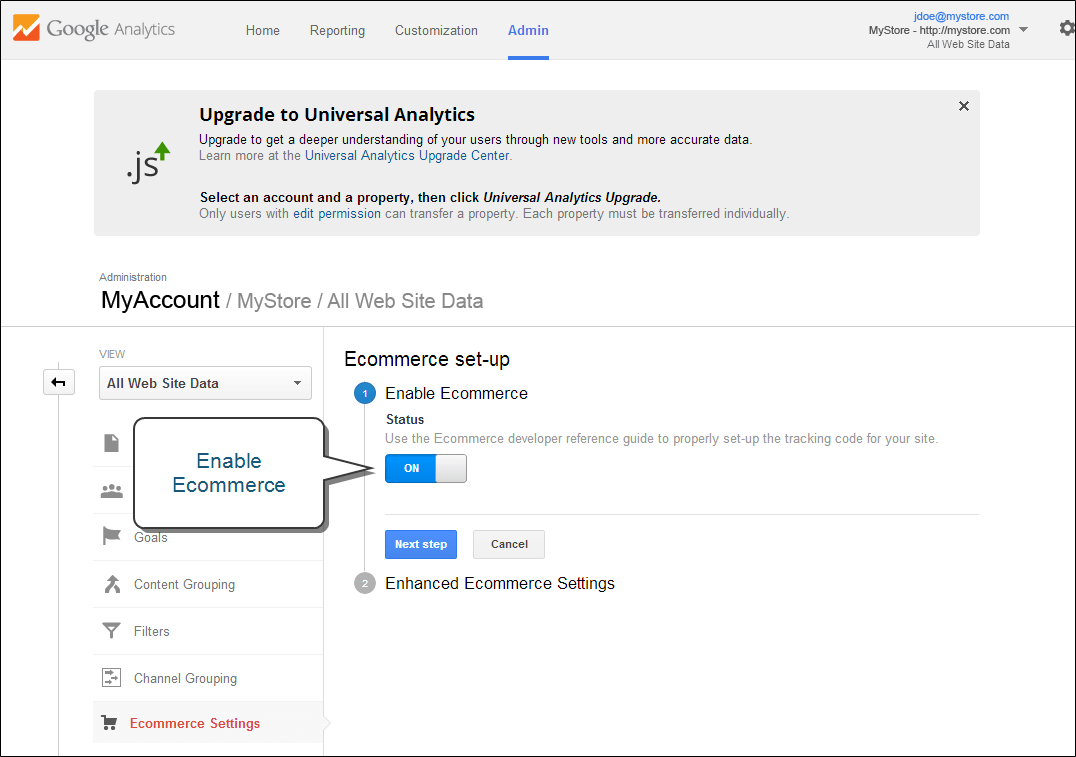 Google Analytics
Home Reporting Customization Admin
jdoe@mystore.com
MyStore - http://mystore.com
All Web Site Data
Upgrade to Universal Analytics
Upgrade to get a deeper understanding of your users through new tools and more accurate data.
Learn more at the Universal Analytics Upgrade Center.
.js
Select an account and a property, then click Universal Analytics Upgrade.
Only users with edit permission can transfer a property. Each property must be transferred individually.
Administration
MyAccount / MyStore / All Web Site Data
VIEW
All Web Site Data
Enable
Ecommerce
Goals
Content Grouping
Filters
Channel Grouping
Ecommerce Settings
Ecommerce set-up
1 Enable Ecommerce
Status
Use the Ecommerce developer reference guide to properly set-up the tracking code for your site.
ON
Next step Cancel
2 Enhanced Ecommerce Settings